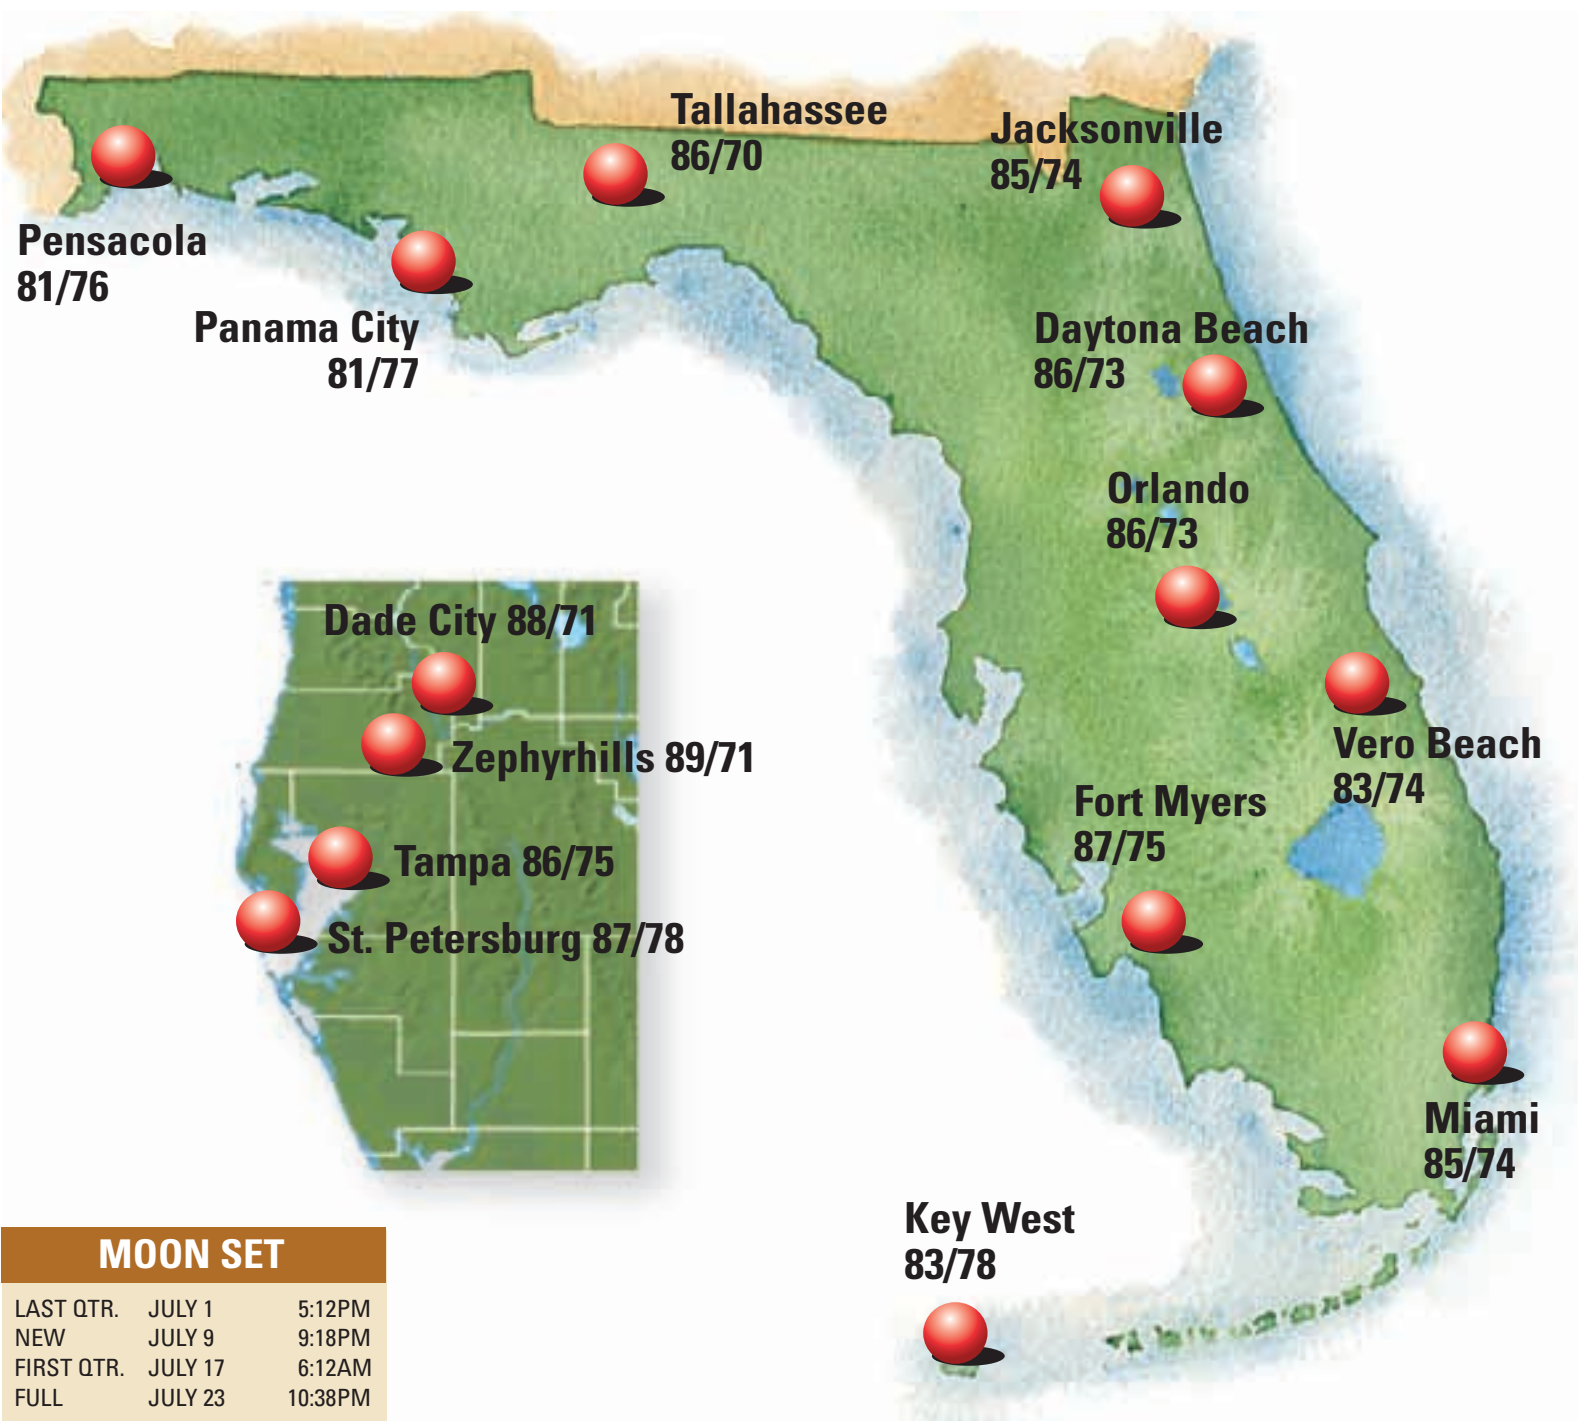 Tallahassee
86/70
Jacksonville
85/74
Pensacola
81/76
Panama City
81/77
Daytona Beach
86/73
Orlando
86/73
Dade City 88/71
Zephyrhills 89/71
Vero Beach
83/74
Fort Myers
87/75
Tampa 86/75
St. Petersburg 87/78
Miami
85/74
Key West
83/78
MOON SET
LAST QTR. JULY 1 5:12PM
NEW JULY 9 9:18PM
FIRST QTR. JULY 17 6:12AM
FULL JULY 23 10:38PM